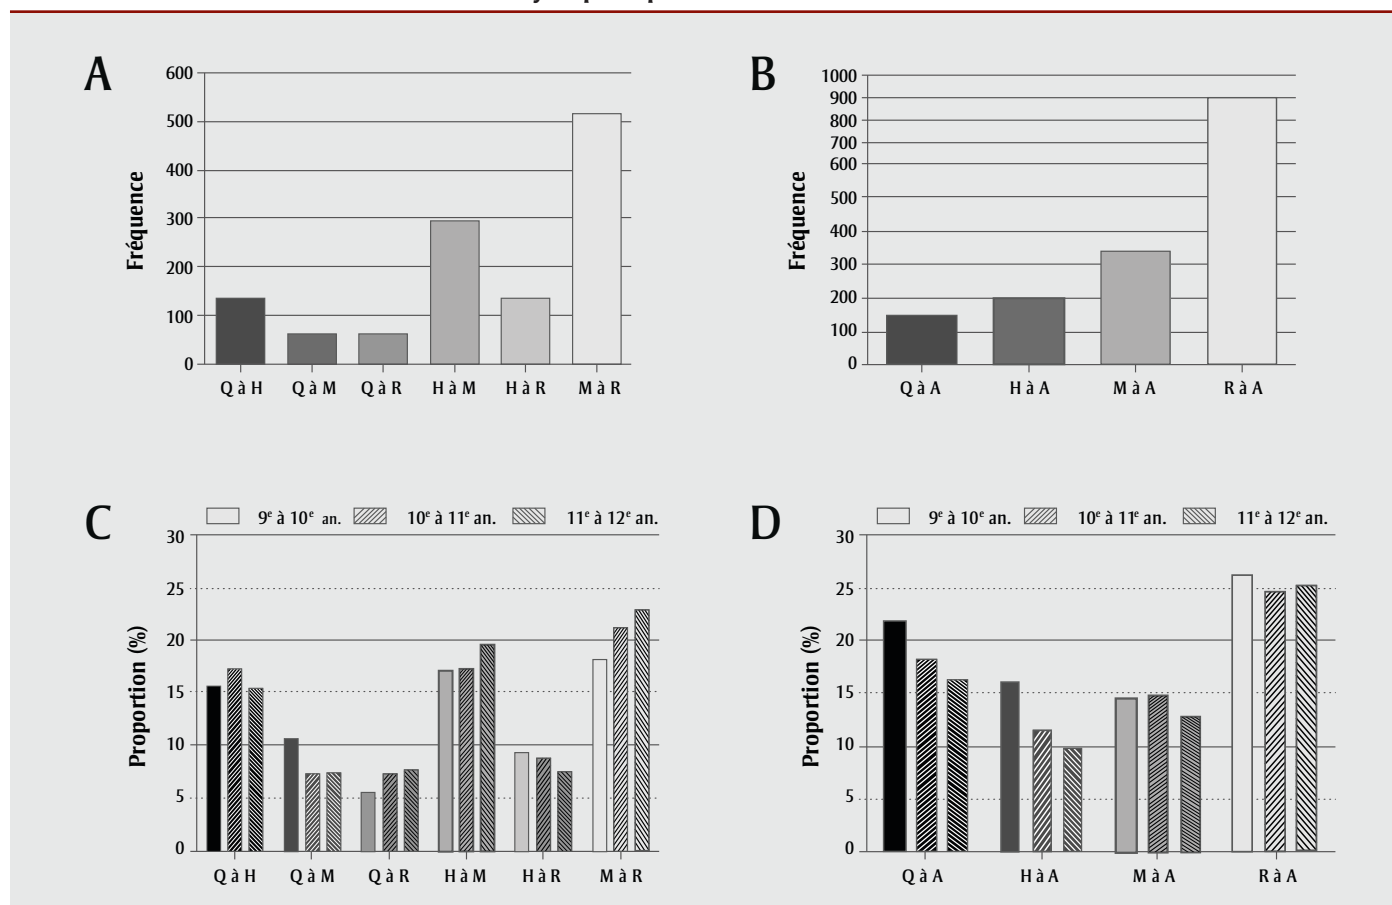 A
600
500
400
300
200
100
0
Fréquence
Q à H Q à M Q à R H à M H à R M à R
B
1000
900
800
700
600
500
400
300
200
100
0
Fréquence
Q à A H à A M à A R à A
C
9e à 10e an. 10e à 11e an. 11e à 12e an.
30
25
20
15
10
5
0
Proportion (%)
Q à H Q à M Q à R H à M H à R M à R
D
9e à 10e an. 10e à 11e an. 11e à 12e an.
30
25
20
15
10
5
0
Proportion (%)
Q à A H à A M à A R à A